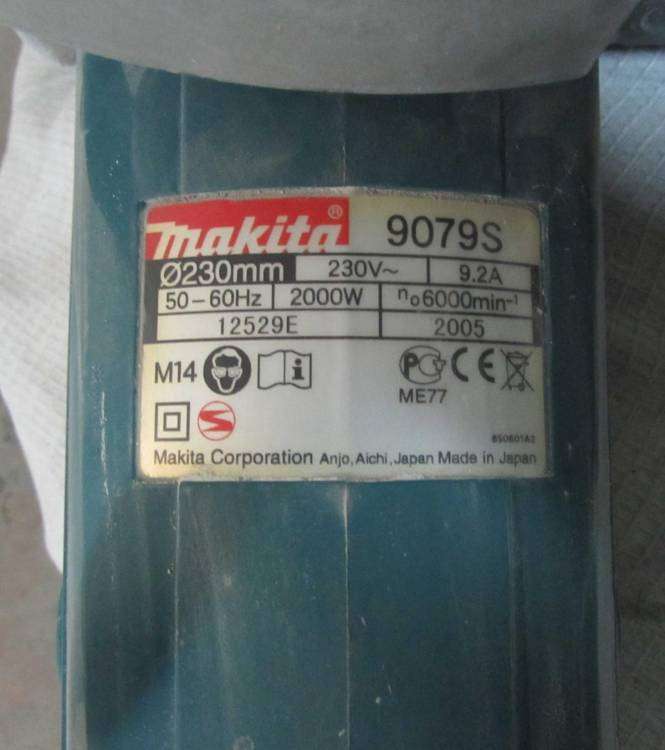 makita® 9079S
Ø230mm 230V~ 9.2A
50-60Hz 2000W n₀6000min⁻¹
12529E 2005
M14
ME77
850601A2
Makita Corporation Anjo, Aichi, Japan Made in Japan